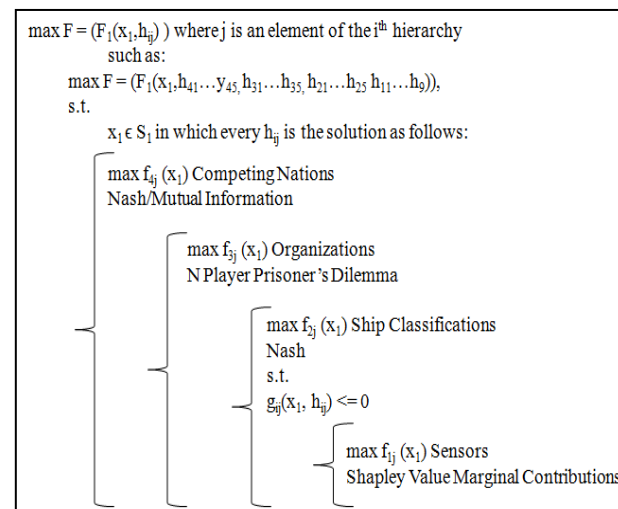 max F = (F₁(x₁,hᵢⱼ) ) where j is an element of the iᵗʰ hierarchy
such as:
max F = (F₁(x₁,h₄₁…y₄₅, h₃₁…h₃₅, h₂₁…h₂₅ h₁₁…h₉)),
s.t.
x₁ ϵ S₁ in which every hᵢⱼ is the solution as follows:
max f₄ⱼ (x₁) Competing Nations
Nash/Mutual Information
max f₃ⱼ (x₁) Organizations
N Player Prisoner's Dilemma
max f₂ⱼ (x₁) Ship Classifications
Nash
s.t.
gᵢⱼ(x₁, hᵢⱼ) <= 0
max f₁ⱼ (x₁) Sensors
Shapley Value Marginal Contributions